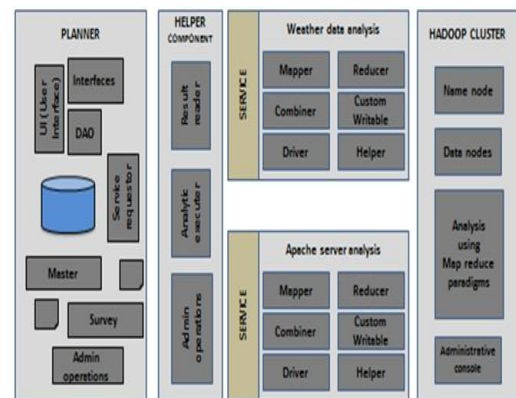 PLANNER
UI (User Interface)
Interfaces
DAO
Service requestor
Master
Survey
Admin operations
HELPER
COMPONENT
Result reader
Analytic executer
Admin operations
SERVICE
Weather data analysis
Mapper
Reducer
Combiner
Custom
Writable
Driver
Helper
SERVICE
Apache server analysis
Mapper
Reducer
Combiner
Custom
Writable
Driver
Helper
HADOOP CLUSTER
Name node
Data nodes
Analysis
using
Map reduce
paradigms
Administrative
console